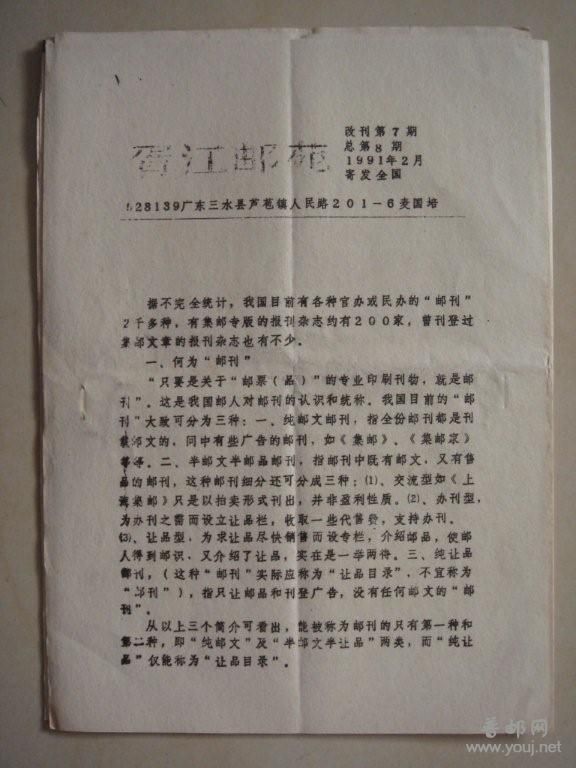 改刊第7期
总第8期
胥江邮苑
1991年2月
寄发全国
528139广东三水县芦苞镇人民路201-6麦国培
据不完全统计，我国目前有各种官办或民办的“邮刊”
2千多种，有集邮专版的报刊杂志约有200家，曾刊登过
集邮文章的报刊杂志也有不少。
一、何为“邮刊”
“只要是关于“邮票（品）”的专业印刷刊物，就是邮
刊”。这是我国邮人对邮刊的认识和统称。我国目前的“邮
刊”大致可分为三种：一、纯邮文邮刊，指全份邮刊都是刊
载邮文的，间中有些广告的邮刊，如《集邮》、《集邮家》
等等。二、半邮文半邮品邮刊，指邮刊中既有邮文，又有售
品的邮刊，这种邮刊细分还可分成三种：⑴、交流型如《上
海集邮》只是以拍卖形式刊出，并非盈利性质。⑵、办刊型，
为办刊之需而设立让品栏，收取一些代售费，支持办刊。
⑶、让品型，为求让品尽快销售而设专栏，介绍邮品，使邮
人得到邮识，又介绍了让品，实在是一举两得。三、纯让品
邮刊，（这种“邮刊”实际应称为“让品目录”，不宜称为
“邮刊”），指只让邮品和刊登广告，没有任何邮文的“邮
刊”。
从以上三个简介可看出，能被称为邮刊的只有第一种和
第二种，即“纯邮文”及“半邮文半让品”两类，而“纯让
品”仅能称为“让品目录”。
普邮网
www.youj.net